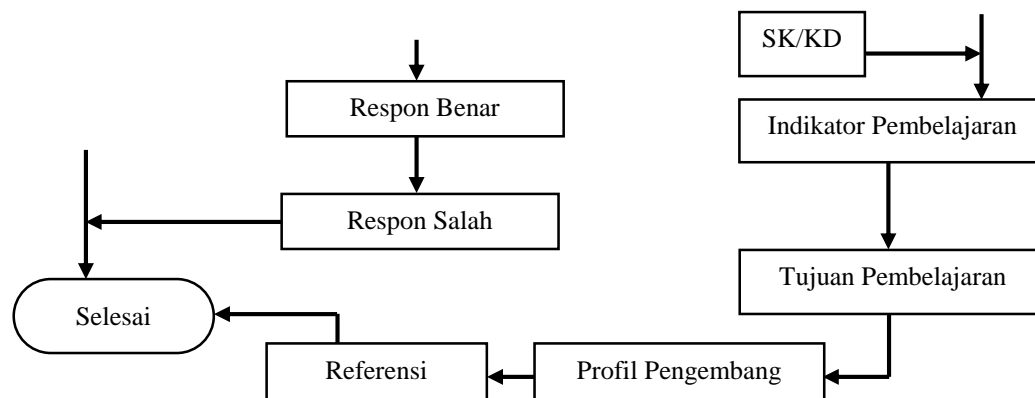 SK/KD
Respon Benar
Indikator Pembelajaran
Respon Salah
Tujuan Pembelajaran
Selesai
Referensi
Profil Pengembang